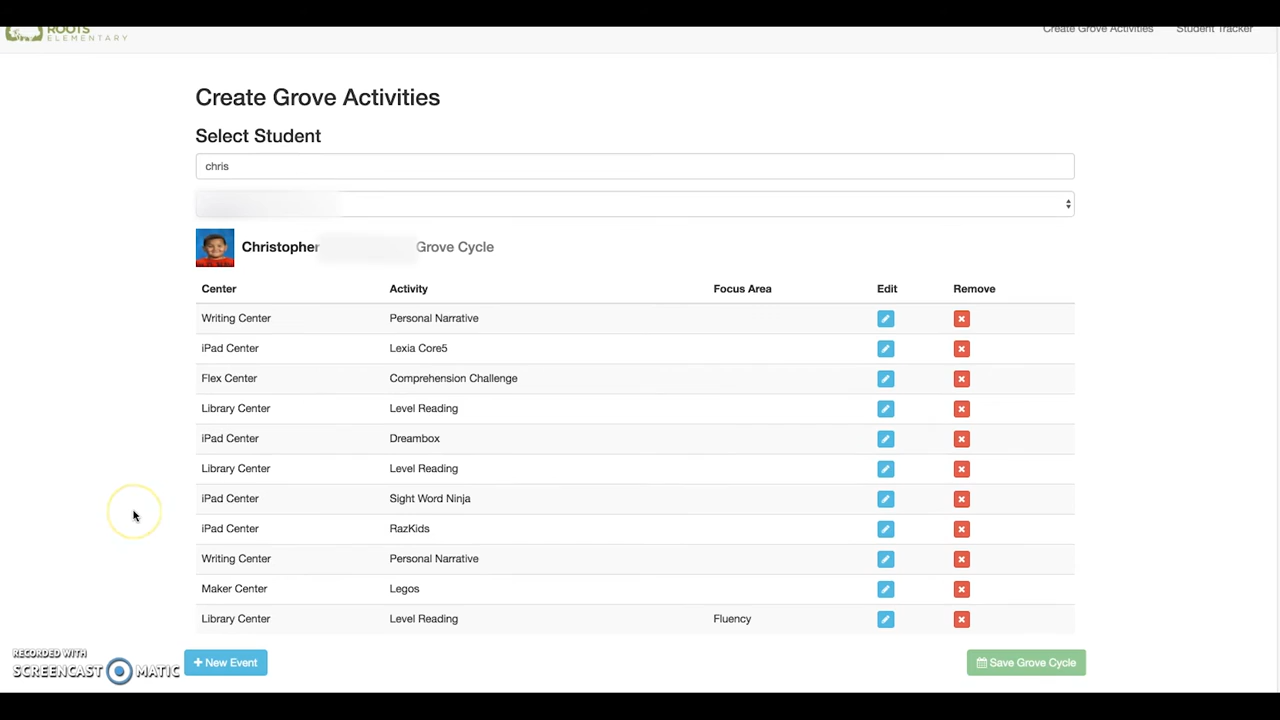 ROOTS
ELEMENTARY
Create Grove Activities Student Tracker
Create Grove Activities
Select Student
chris
Christopher Grove Cycle
Center Activity Focus Area Edit Remove
Writing Center Personal Narrative
iPad Center Lexia Core5
Flex Center Comprehension Challenge
Library Center Level Reading
iPad Center Dreambox
Library Center Level Reading
iPad Center Sight Word Ninja
iPad Center RazKids
Writing Center Personal Narrative
Maker Center Legos
Library Center Level Reading Fluency
+ New Event Save Grove Cycle
RECORDED WITH
SCREENCAST MATIC